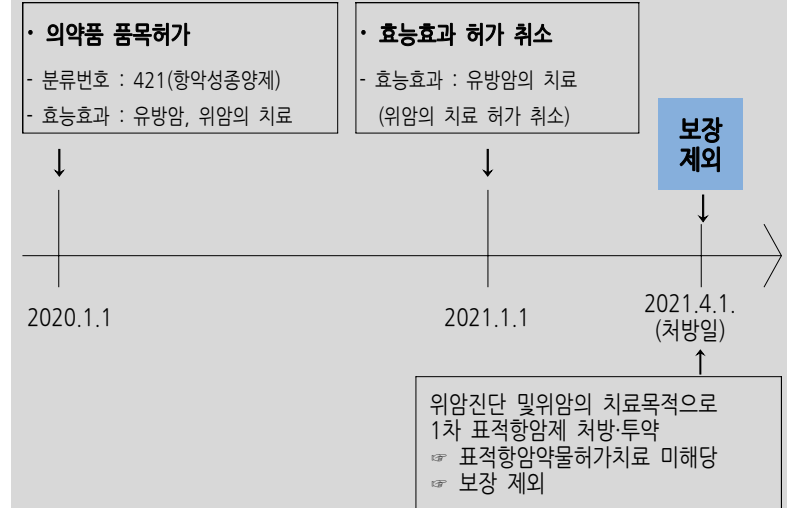 · 의약품 품목허가
- 분류번호 : 421(항악성종양제)
- 효능효과 : 유방암, 위암의 치료
· 효능효과 허가 취소
- 효능효과 : 유방암의 치료
(위암의 치료 허가 취소)
보장
제외
2020.1.1
2021.1.1
2021.4.1.
(처방일)
위암진단 및위암의 치료목적으로
1차 표적항암제 처방·투약
☞ 표적항암약물허가치료 미해당
☞ 보장 제외